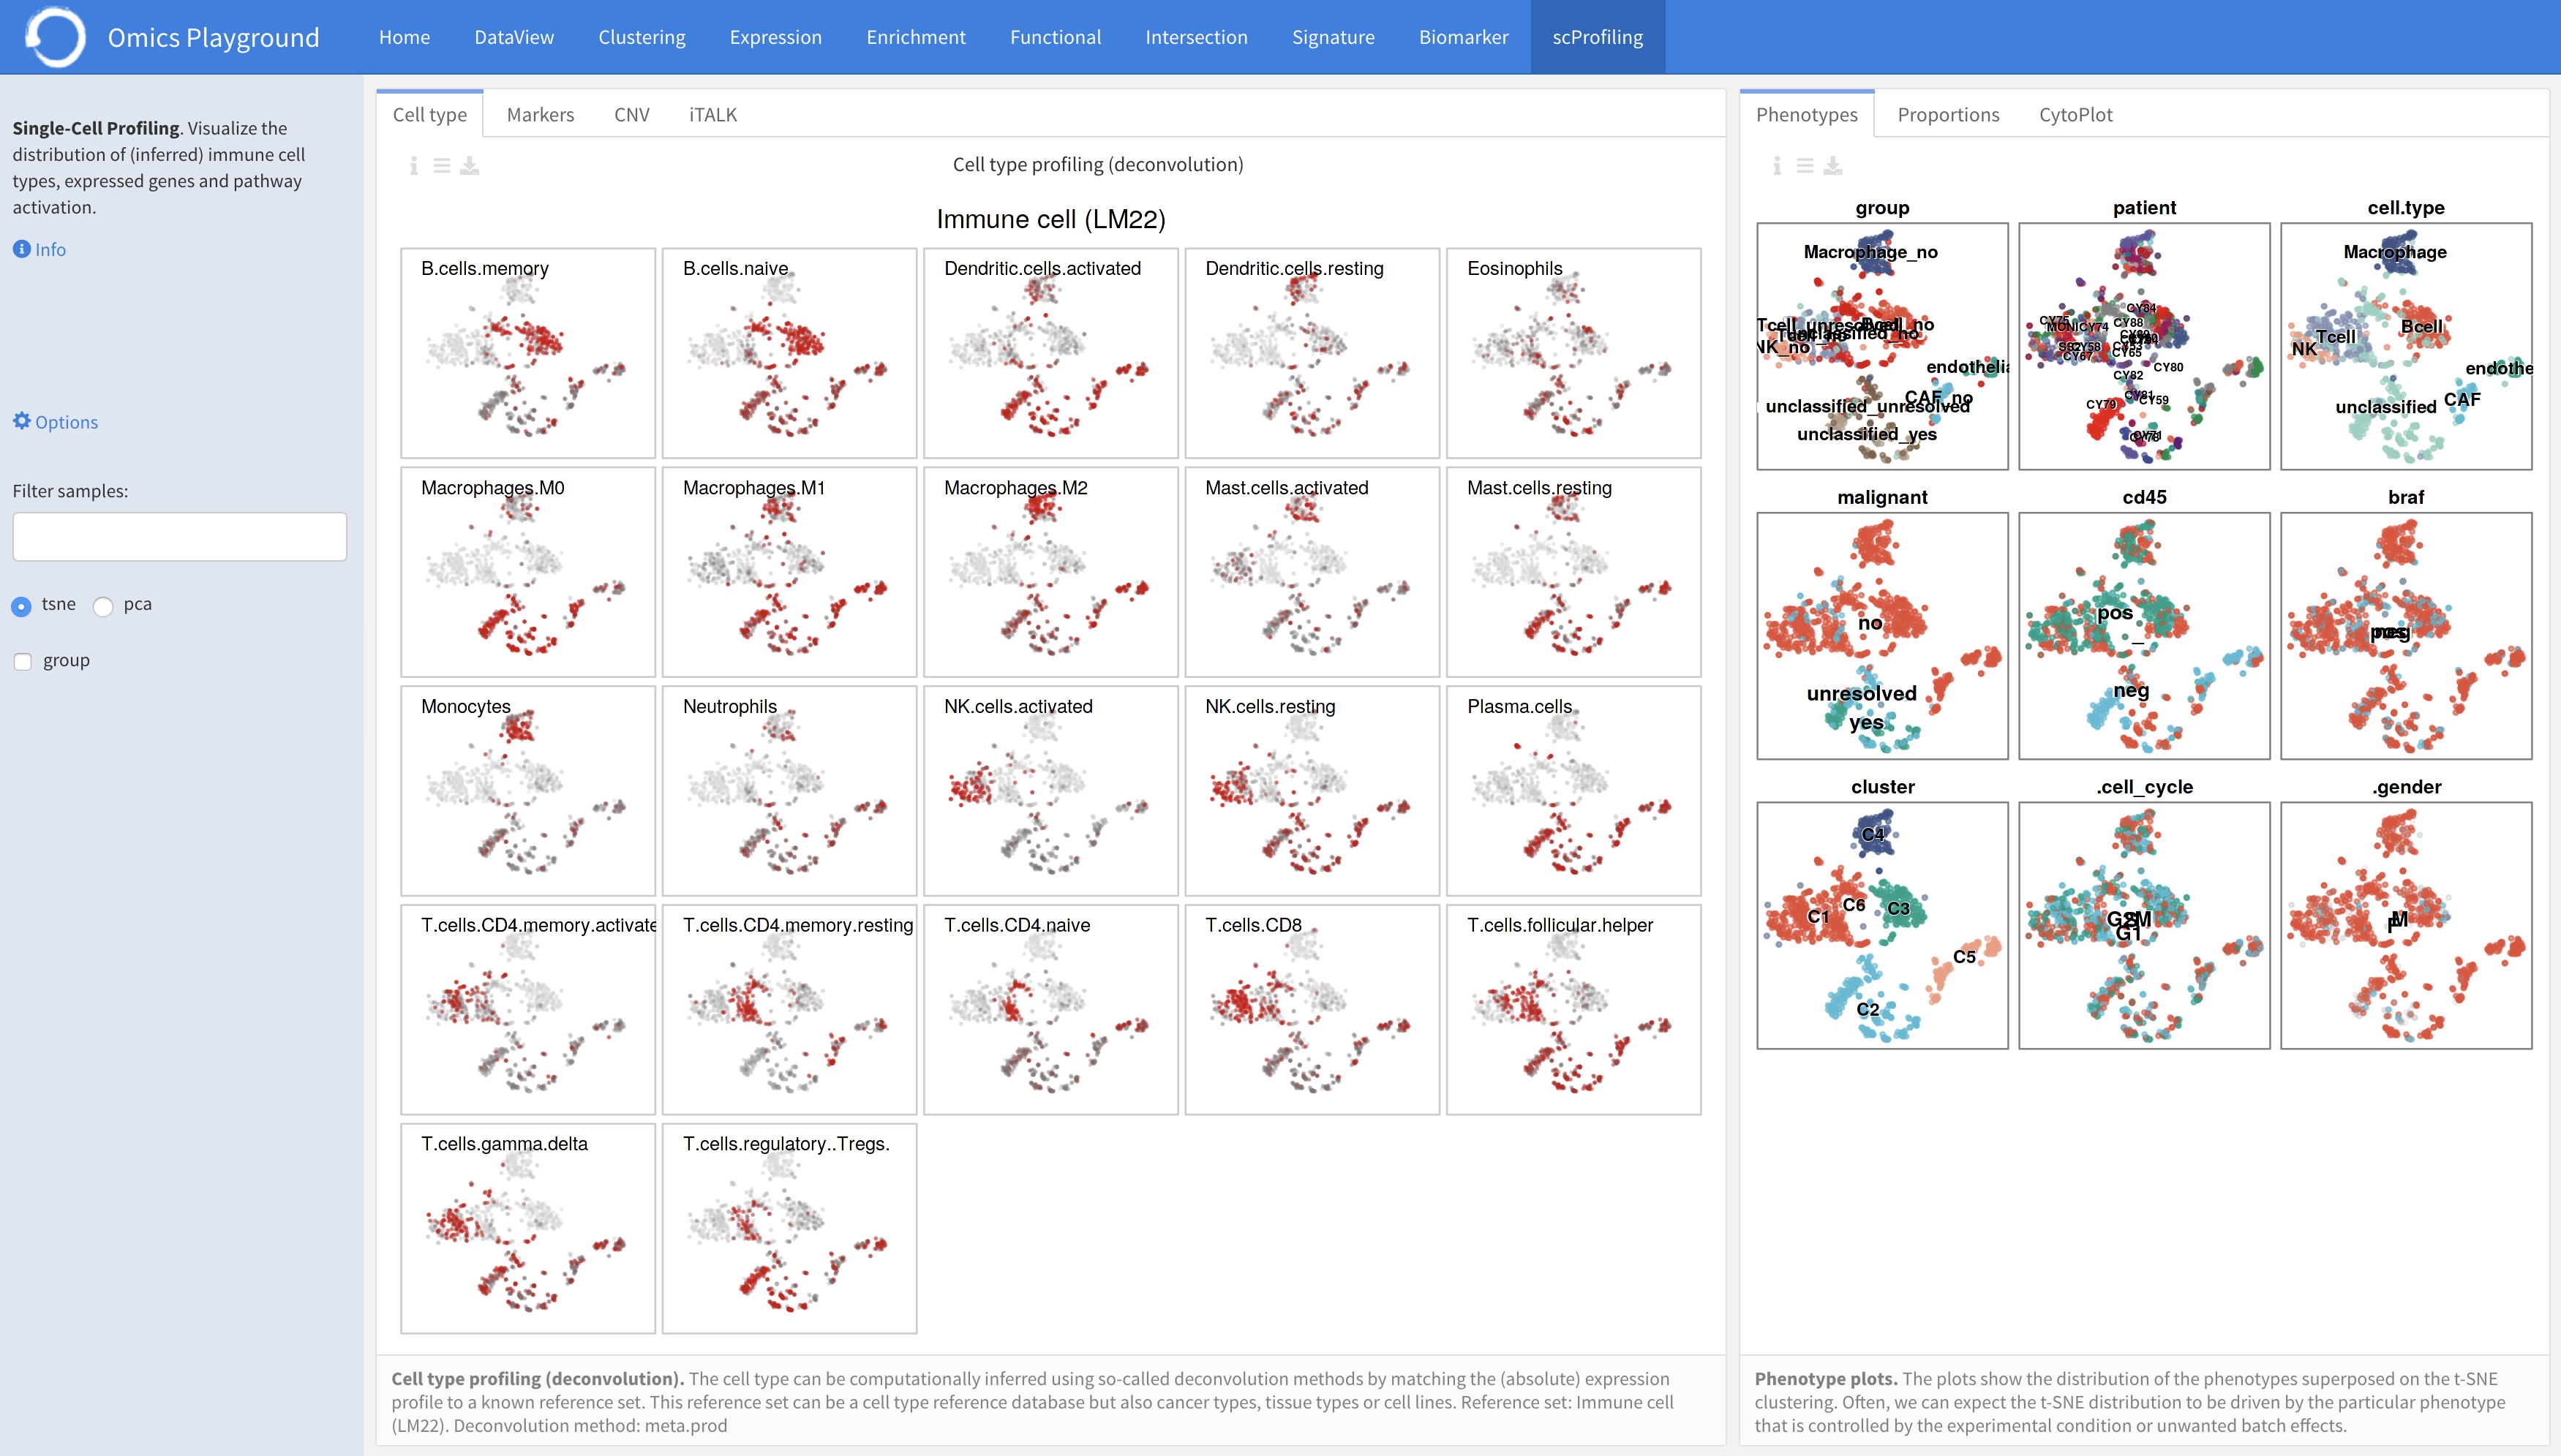 Omics Playground
Home DataView Clustering Expression Enrichment Functional Intersection Signature Biomarker scProfiling
Single-Cell Profiling. Visualize the
distribution of (inferred) immune cell
types, expressed genes and pathway
activation.
Info
Options
Filter samples:
tsne pca
group
Cell type Markers CNV iTALK
Cell type profiling (deconvolution)
Immune cell (LM22)
B.cells.memory B.cells.naive Dendritic.cells.activated Dendritic.cells.resting Eosinophils
Macrophages.M0 Macrophages.M1 Macrophages.M2 Mast.cells.activated Mast.cells.resting
Monocytes Neutrophils NK.cells.activated NK.cells.resting Plasma.cells
T.cells.CD4.memory.activate T.cells.CD4.memory.resting T.cells.CD4.naive T.cells.CD8 T.cells.follicular.helper
T.cells.gamma.delta T.cells.regulatory..Tregs.
Cell type profiling (deconvolution). The cell type can be computationally inferred using so-called deconvolution methods by matching the (absolute) expression
profile to a known reference set. This reference set can be a cell type reference database but also cancer types, tissue types or cell lines. Reference set: Immune cell
(LM22). Deconvolution method: meta.prod
Phenotypes Proportions CytoPlot
group patient cell.type
Macrophage_no
Tcell_unresolved
NK_no
endothelia
CAF_no
unclassified_unresolved
unclassified_yes
CY84
CY75
CY74
CY88
CY58
CY67
CY65
CY80
CY82
CY59
CY79
Macrophage
Tcell
Bcell
NK
endothe
unclassified
CAF
malignant cd45 braf
no
unresolved
yes
pos
_
neg
cluster .cell_cycle .gender
C4
C1
C6
C3
C5
C2
G1
M
Phenotype plots. The plots show the distribution of the phenotypes superposed on the t-SNE
clustering. Often, we can expect the t-SNE distribution to be driven by the particular phenotype
that is controlled by the experimental condition or unwanted batch effects.